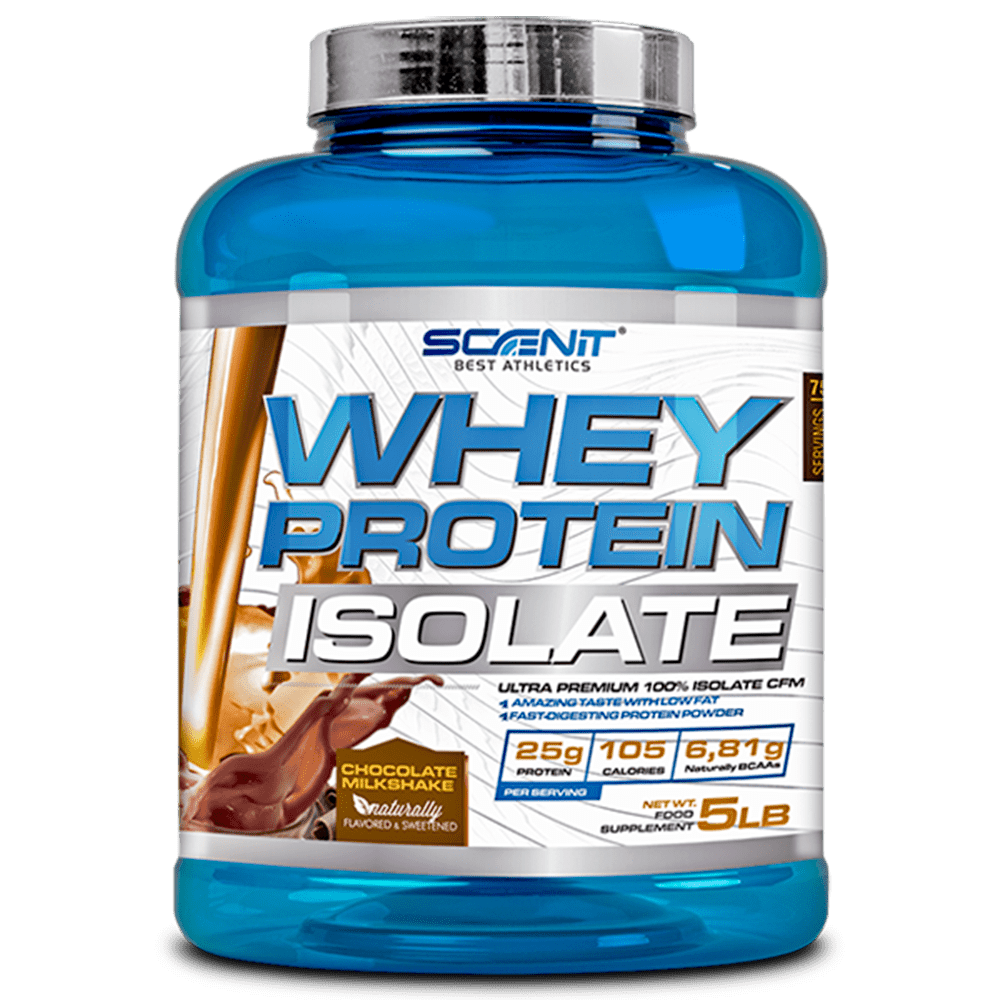 SCENIT®
BEST ATHLETICS
WHEY
PROTEIN
ISOLATE
ULTRA PREMIUM 100% ISOLATE CFM
AMAZING TASTE WITH LOW FAT
FAST-DIGESTING PROTEIN POWDER
25g
PROTEIN
105
CALORIES
6,81g
Naturally BCAAs
PER SERVING
CHOCOLATE
MILKSHAKE
naturally
FLAVORED & SWEETENED
NET WT.
FOOD
SUPPLEMENT
5LB
75
SERVINGS